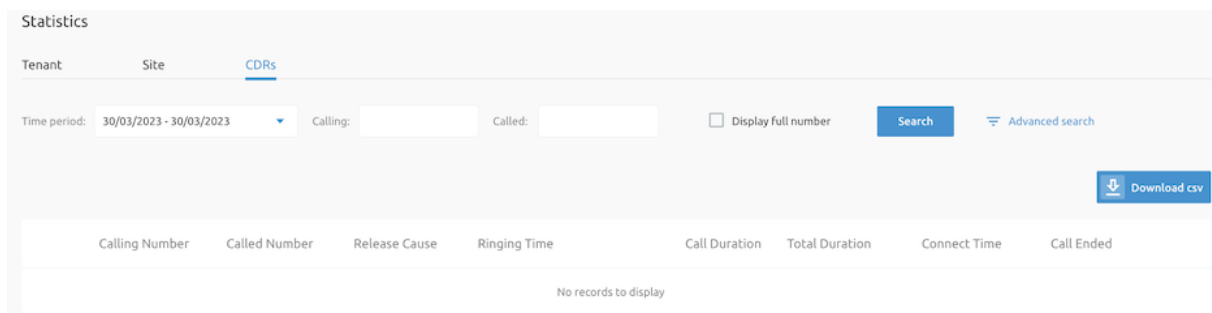 Statistics
Tenant Site CDRs
Time period: 30/03/2023 - 30/03/2023 Calling: Called: Display full number Search Advanced search
Download csv
Calling Number Called Number Release Cause Ringing Time Call Duration Total Duration Connect Time Call Ended
No records to display